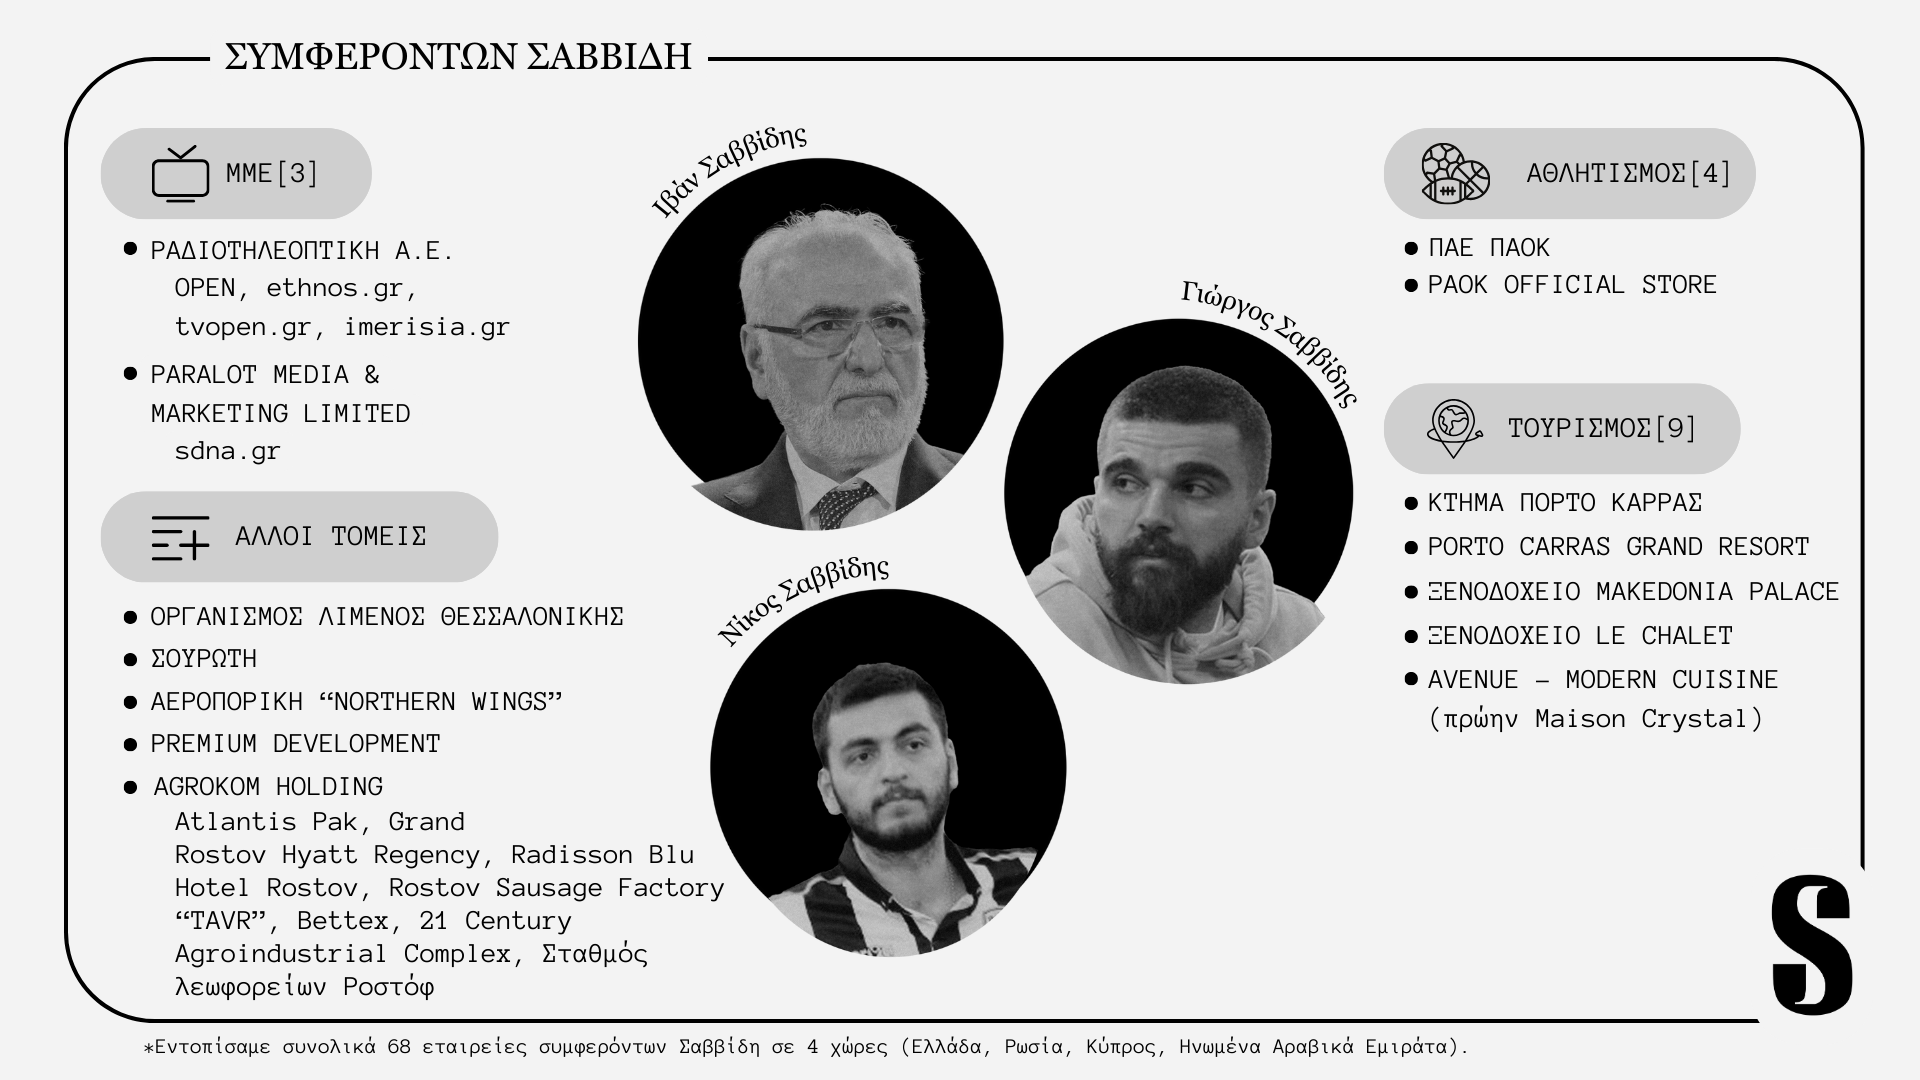 ΣΥΜΦΕΡΟΝΤΩΝ ΣΑΒΒΙΔΗ
ΜΜΕ[3]
● ΡΑΔΙΟΤΗΛΕΟΠΤΙΚΗ Α.Ε.
OPEN, ethnos.gr,
tvopen.gr, imerisia.gr
● PARALOT MEDIA &
MARKETING LIMITED
sdna.gr
ΑΛΛΟΙ ΤΟΜΕΙΣ
● ΟΡΓΑΝΙΣΜΟΣ ΛΙΜΕΝΟΣ ΘΕΣΣΑΛΟΝΙΚΗΣ
● ΣΟΥΡΩΤΗ
● ΑΕΡΟΠΟΡΙΚΗ “NORTHERN WINGS”
● PREMIUM DEVELOPMENT
● AGROKOM HOLDING
Atlantis Pak, Grand
Rostov Hyatt Regency, Radisson Blu
Hotel Rostov, Rostov Sausage Factory
“TAVR”, Bettex, 21 Century
Agroindustrial Complex, Σταθμός
λεωφορείων Ροστόφ
Ιβάν Σαββίδης
Γιώργος Σαββίδης
Νίκος Σαββίδης
ΑΘΛΗΤΙΣΜΟΣ[4]
● ΠΑΕ ΠΑΟΚ
● PAOK OFFICIAL STORE
ΤΟΥΡΙΣΜΟΣ[9]
● ΚΤΗΜΑ ΠΟΡΤΟ ΚΑΡΡΑΣ
● PORTO CARRAS GRAND RESORT
● ΞΕΝΟΔΟΧΕΙΟ MAKEDONIA PALACE
● ΞΕΝΟΔΟΧΕΙΟ LE CHALET
● AVENUE – MODERN CUISINE
(πρώην Maison Crystal)
S
*Εντοπίσαμε συνολικά 68 εταιρείες συμφερόντων Σαββίδη σε 4 χώρες (Ελλάδα, Ρωσία, Κύπρος, Ηνωμένα Αραβικά Εμιράτα).